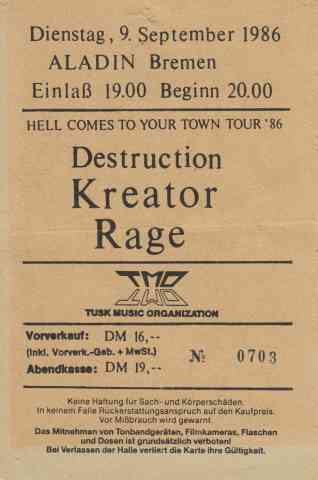 Dienstag, 9. September 1986
ALADIN Bremen
Einlaß 19.00 Beginn 20.00
HELL COMES TO YOUR TOWN TOUR '86
Destruction
Kreator
Rage
TMO
TUSK MUSIC ORGANIZATION
Vorverkauf: DM 16,--
(inkl. Vorverk.-Geb. + MwSt.)
№ 0703
Abendkasse: DM 19,--
Keine Haftung für Sach- und Körperschäden.
In keinem Falle Rückerstattungsanspruch auf den Kaufpreis.
Vor Mißbrauch wird gewarnt.
Das Mitnehmen von Tonbandgeräten, Filmkameras, Flaschen
und Dosen ist grundsätzlich verboten!
Bei Verlassen der Halle verliert die Karte ihre Gültigkeit.